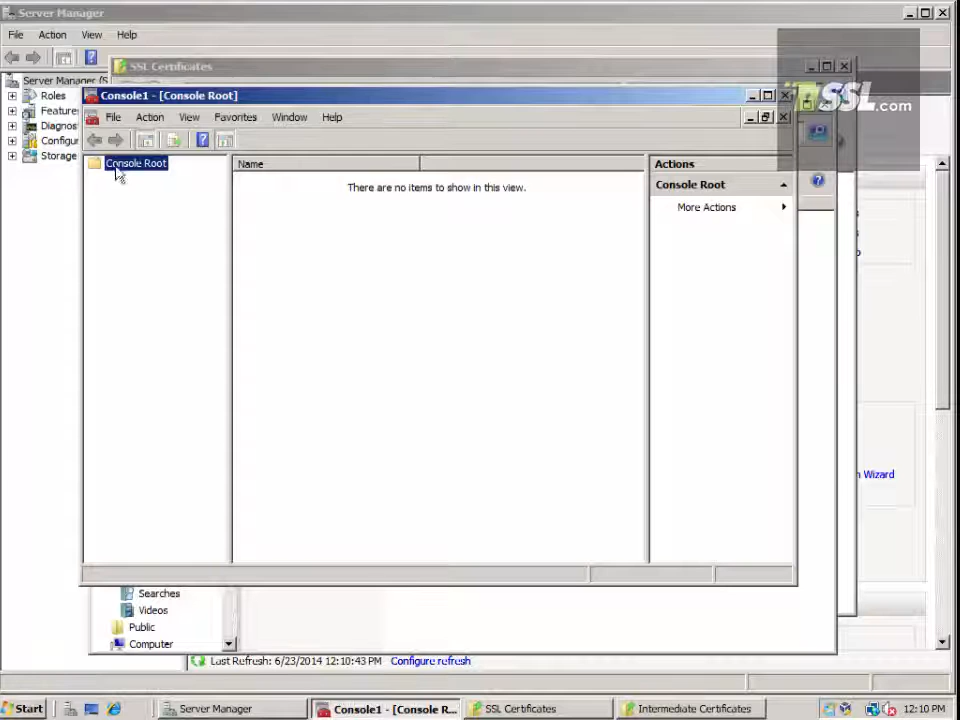 Server Manager
File Action View Help
SSL Certificates
Server Manager (S
Console1 - [Console Root]
SSL.com
Roles
Feature
Diagnos
Configu
Storage
File Action View Favorites Window Help
Console Root
Name
There are no items to show in this view.
Actions
Console Root
More Actions
n Wizard
Searches
Videos
Public
Computer
Last Refresh: 6/23/2014 12:10:43 PM Configure refresh
Start
Server Manager
Console1 - [Console R...
SSL Certificates
Intermediate Certificates
12:10 PM